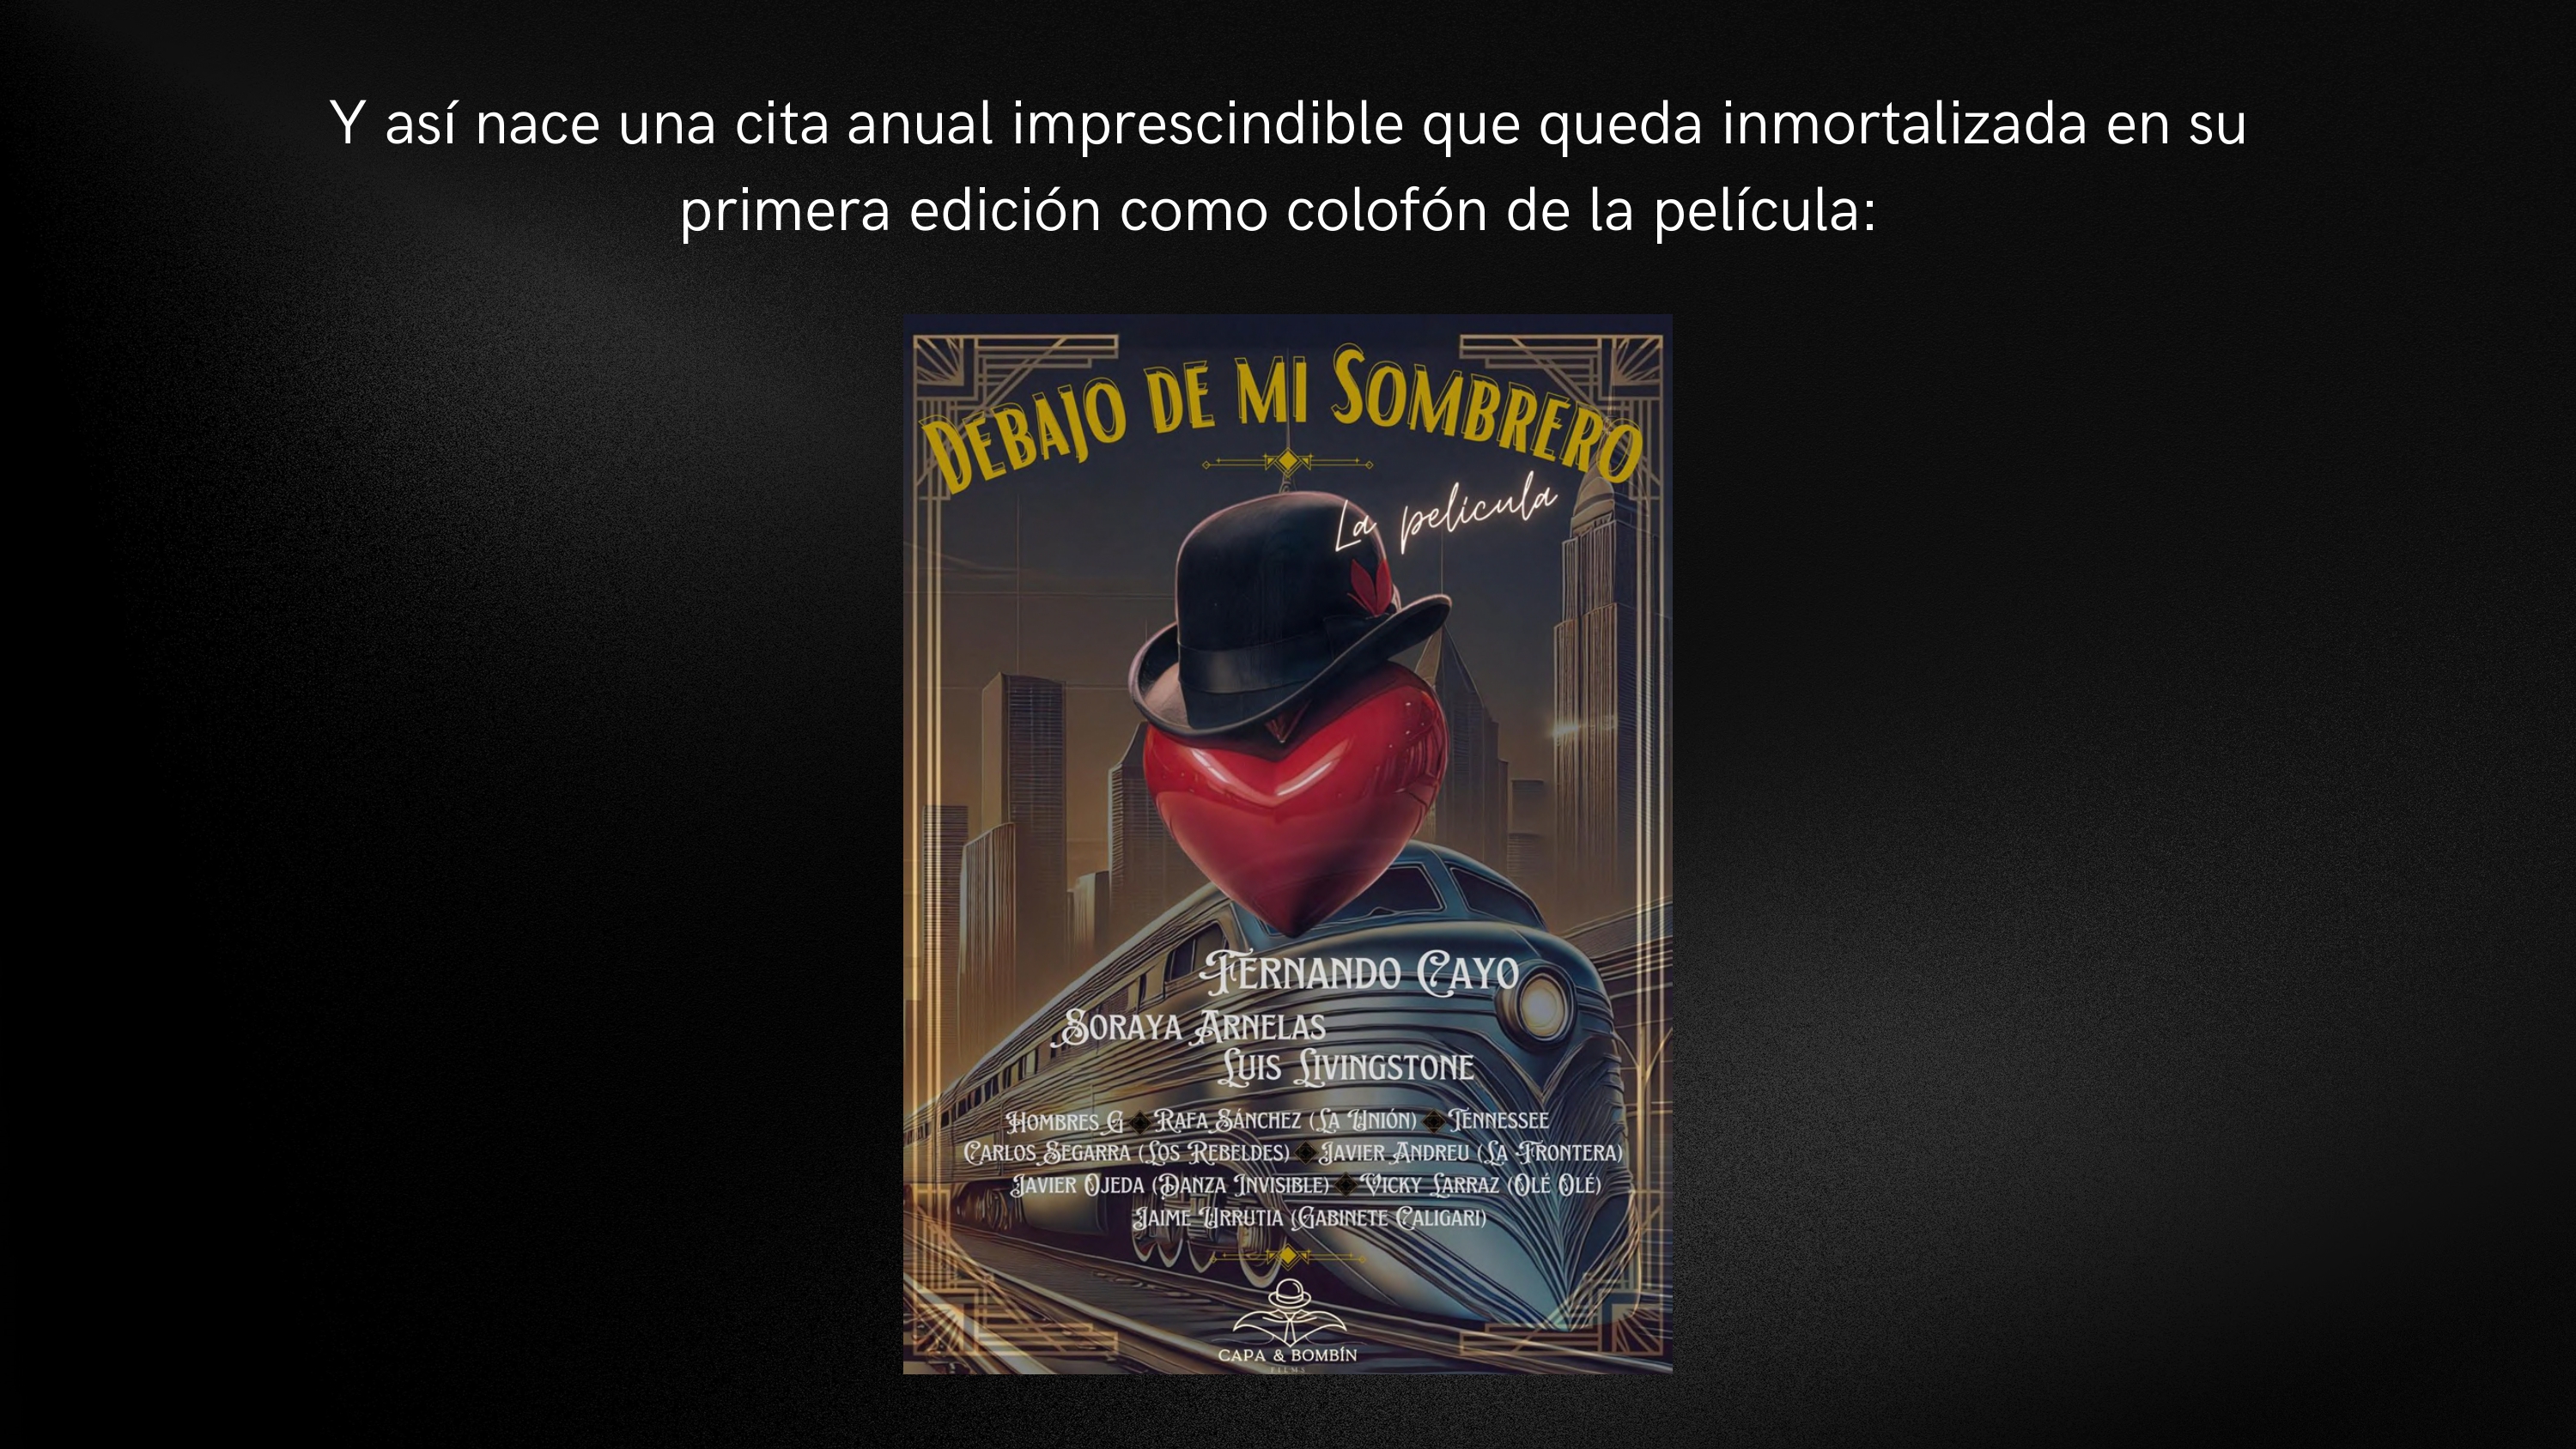 Y así nace una cita anual imprescindible que queda inmortalizada en su
primera edición como colofón de la película:
DEBAJO DE MI SOMBRERO
La película
FERNANDO CAYO
SORAYA ARNELAS
LUIS LIVINGSTONE
HOMBRES G ◆ RAFA SÁNCHEZ (LA UNIÓN) ◆ TENNESSEE
CARLOS SEGARRA (LOS REBELDES) ◆ JAVIER ANDREU (LA FRONTERA)
JAVIER OJEDA (DANZA INVISIBLE) ◆ VICKY LARRAZ (OLÉ OLÉ)
JAIME URRUTIA (GABINETE CALIGARI)
CAPA & BOMBÍN
FILMS